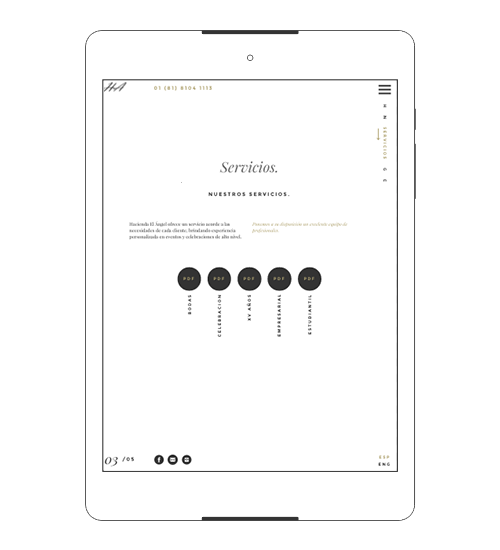 HA
01 (81) 8104 1115
H
N
SERVICIOS
G
C
Servicios.
NUESTROS SERVICIOS.
Hacienda El Ángel ofrece un servicio acorde a las
necesidades de cada cliente, brindando experiencia
personalizada en eventos y celebraciones de alto nivel.
Ponemos a su disposición un excelente equipo de
profesionales.
PDF PDF PDF PDF PDF
BODAS
CELEBRACION
XV AÑOS
EMPRESARIAL
ESTUDIANTIL
03 /05
ESP
ENG